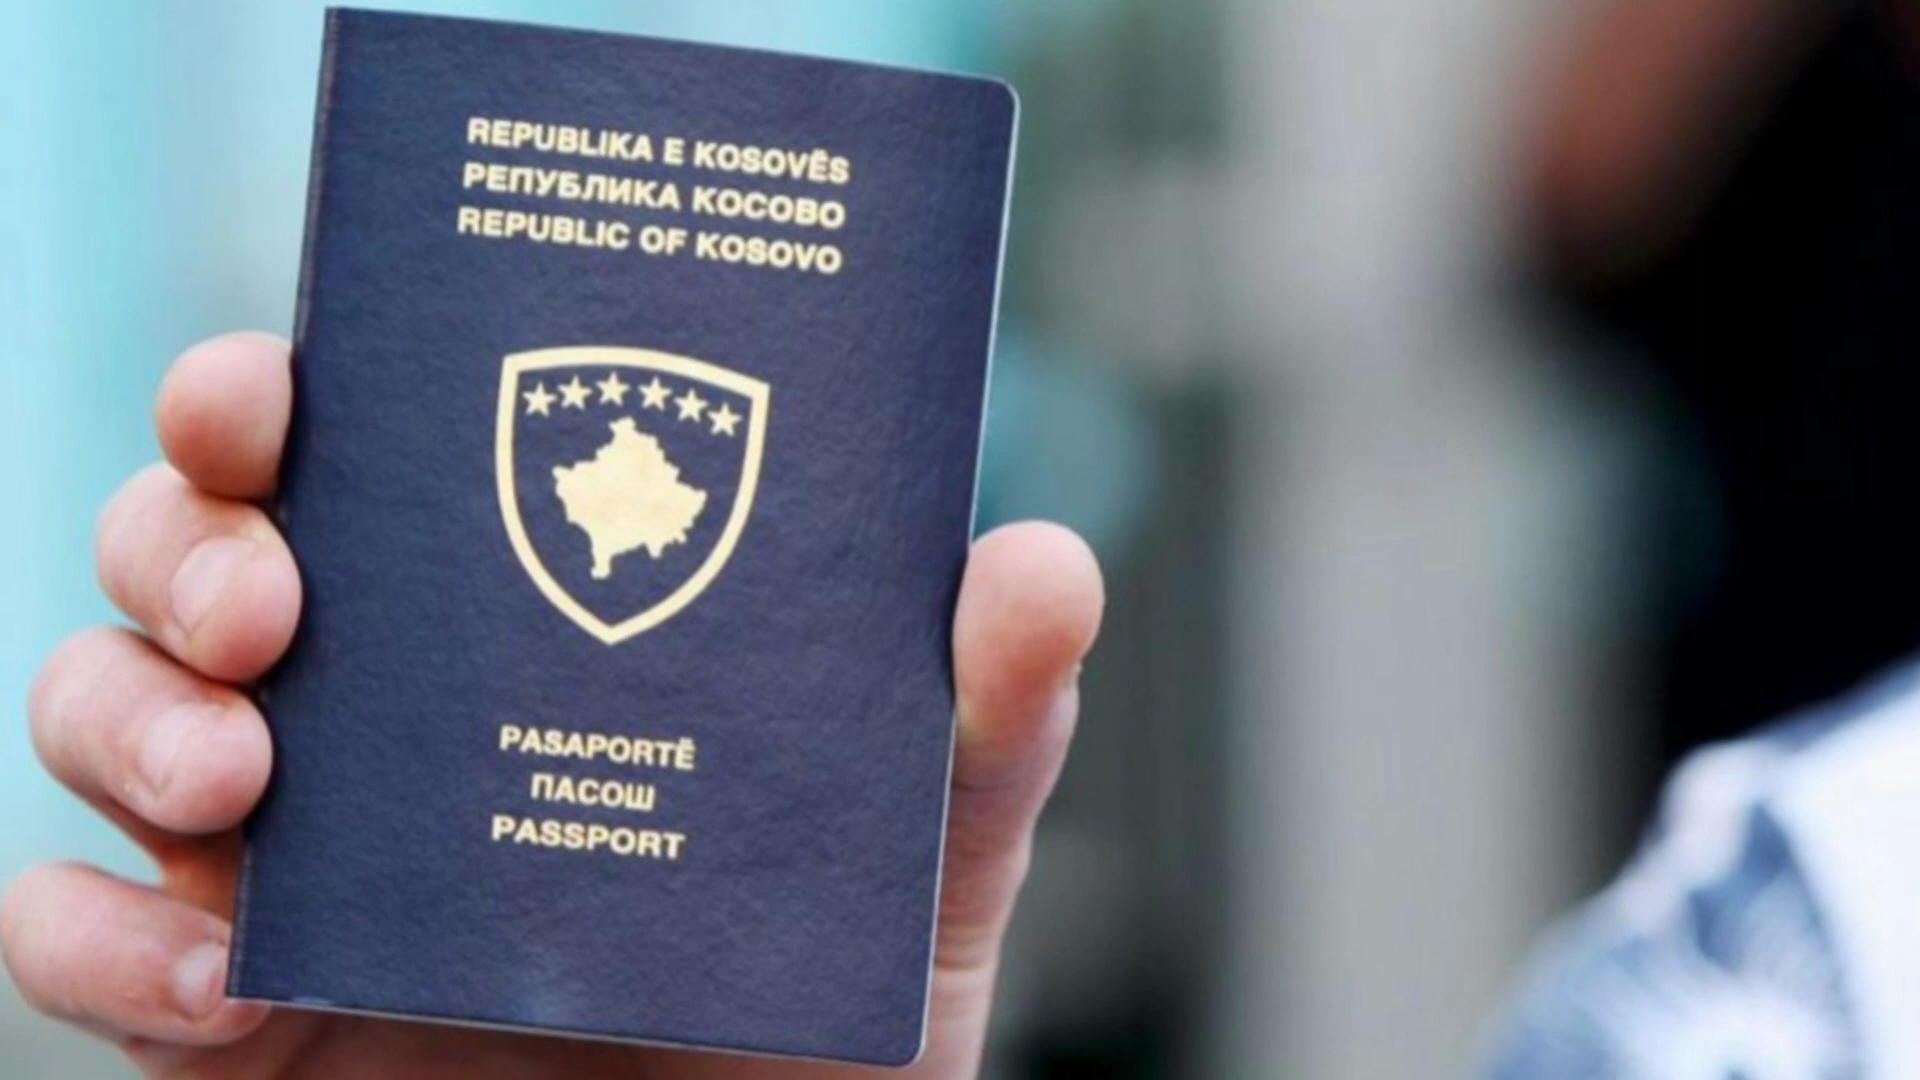 REPUBLIKA E KOSOVËS
РЕПУБЛИКА КОСОВО
REPUBLIC OF KOSOVO
PASAPORTË
ПАСОШ
PASSPORT